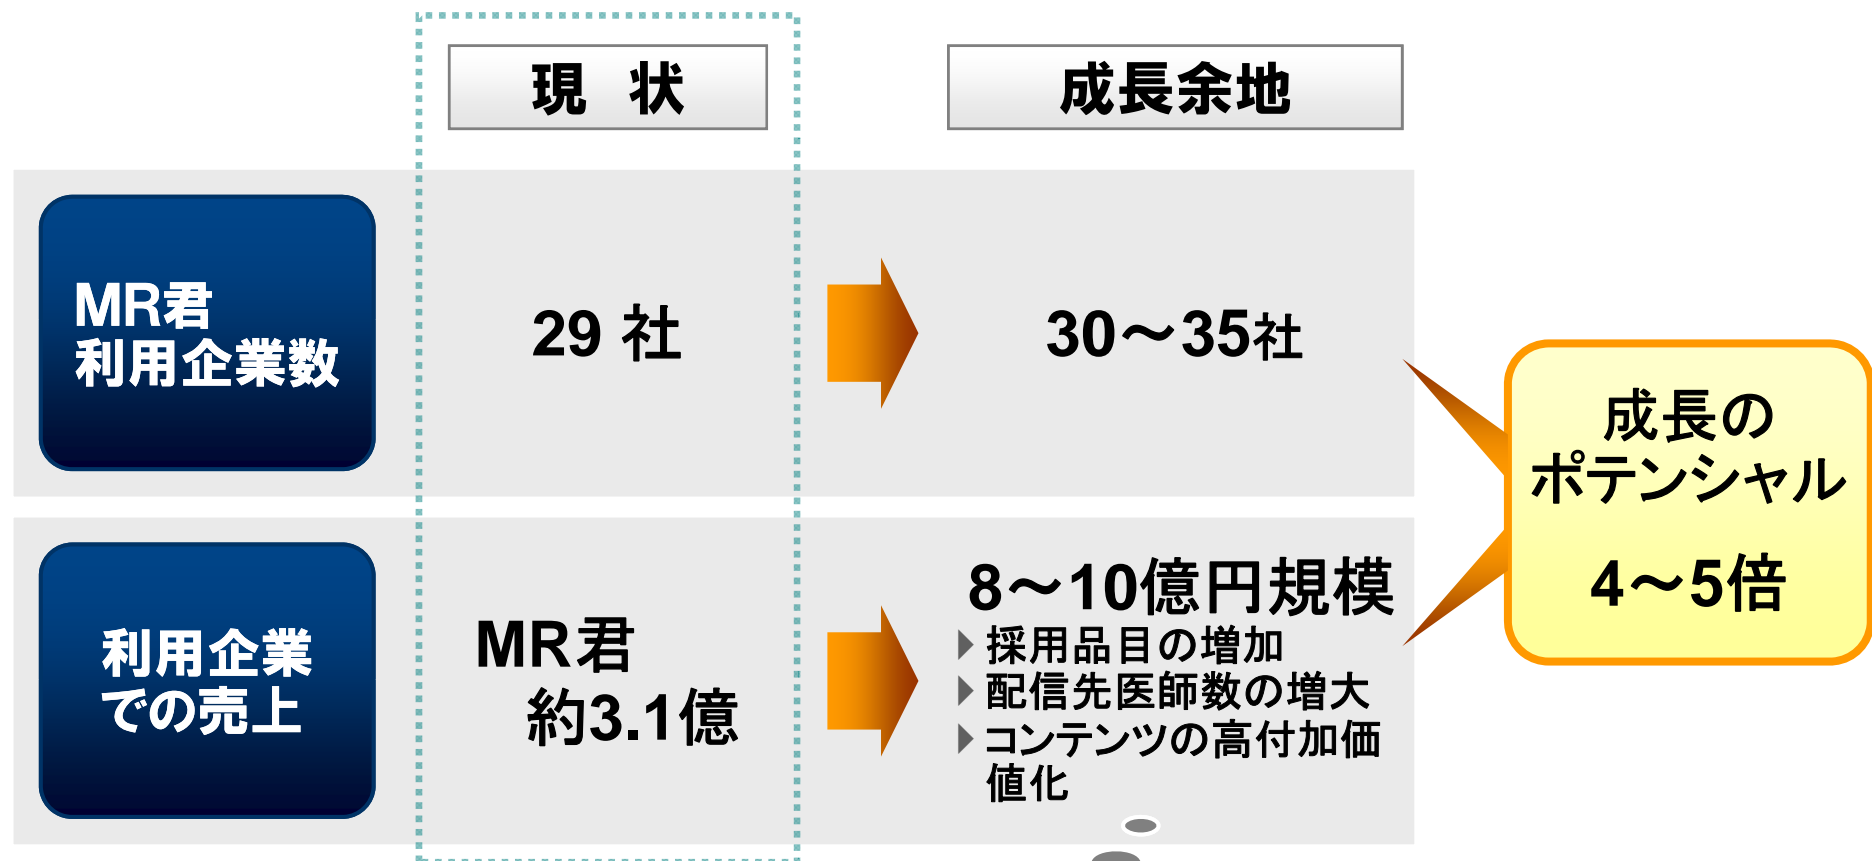 現 状
成長余地
MR君
利用企業数
29 社
30～35社
利用企業
での売上
MR君
約3.1億
8～10億円規模
採用品目の増加
配信先医師数の増大
コンテンツの高付加価
値化
成長の
ポテンシャル
4～5倍